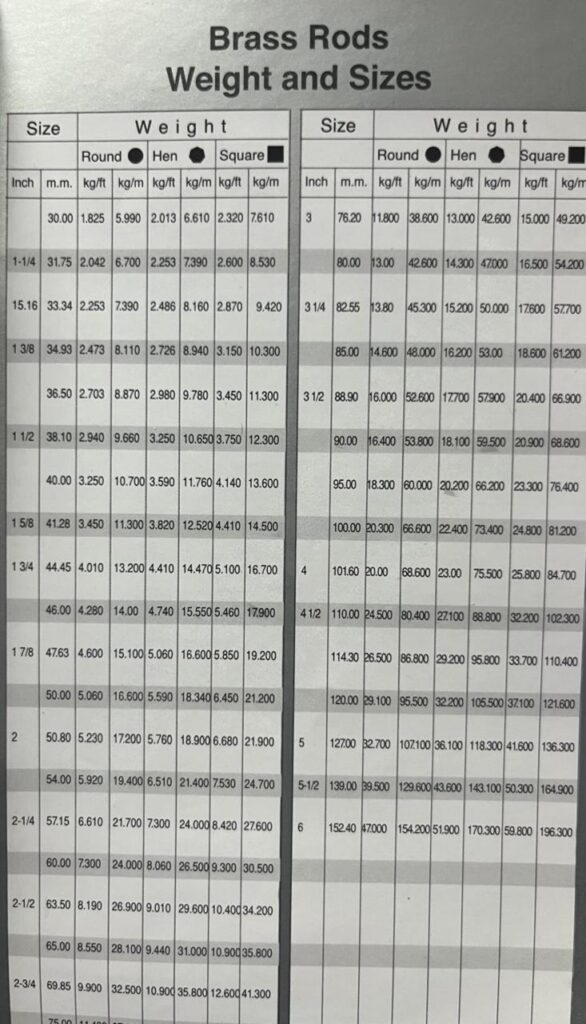 Brass Rods
Weight and Sizes
Size Weight
Round Hen Square
Inch m.m. kg/ft kg/m kg/ft kg/m kg/ft kg/m
30.00 1.825 5.990 2.013 6.610 2.320 7.610
1-1/4 31.75 2.042 6.700 2.253 7.390 2.600 8.530
15.16 33.34 2.253 7.390 2.486 8.160 2.870 9.420
1 3/8 34.93 2.473 8.110 2.726 8.940 3.150 10.300
36.50 2.703 8.870 2.980 9.780 3.450 11.300
1 1/2 38.10 2.940 9.660 3.250 10.650 3.750 12.300
40.00 3.250 10.700 3.590 11.760 4.140 13.600
1 5/8 41.28 3.450 11.300 3.820 12.520 4.410 14.500
1 3/4 44.45 4.010 13.200 4.410 14.470 5.100 16.700
46.00 4.280 14.00 4.740 15.550 5.460 17.900
1 7/8 47.63 4.600 15.100 5.060 16.600 5.850 19.200
50.00 5.060 16.600 5.590 18.340 6.450 21.200
2 50.80 5.230 17.200 5.760 18.900 6.680 21.900
54.00 5.920 19.400 6.510 21.400 7.530 24.700
2-1/4 57.15 6.610 21.700 7.300 24.000 8.420 27.600
60.00 7.300 24.000 8.060 26.500 9.300 30.500
2-1/2 63.50 8.190 26.900 9.010 29.600 10.400 34.200
65.00 8.550 28.100 9.440 31.000 10.900 35.800
2-3/4 69.85 9.900 32.500 10.900 35.800 12.600 41.300
75.00
Size Weight
Round Hen Square
Inch m.m. kg/ft kg/m kg/ft kg/m kg/ft kg/m
3 76.20 11.800 38.600 13.000 42.600 15.000 49.200
80.00 13.00 42.600 14.300 47.000 16.500 54.200
3 1/4 82.55 13.80 45.300 15.200 50.000 17.600 57.700
85.00 14.600 48.000 16.200 53.00 18.600 61.200
3 1/2 88.90 16.000 52.600 17.700 57.900 20.400 66.900
90.00 16.400 53.800 18.100 59.500 20.900 68.600
95.00 18.300 60.000 20,200 66.200 23.300 76.400
100.00 20.300 66.600 22.400 73.400 24.800 81.200
4 101.60 20.00 68.600 23.00 75.500 25.800 84.700
4 1/2 110.00 24.500 80.400 27.100 88.800 32.200 102.300
114.30 26.500 86.800 29.200 95.800 33.700 110.400
120.00 29.100 95.500 32.200 105.500 37.100 121.600
5 127.00 32.700 107.100 36.100 118.300 41.600 136.300
5-1/2 139.00 39.500 129.600 43.600 143.100 50.300 164.900
6 152.40 47.000 154.200 51.900 170.300 59.800 196.300